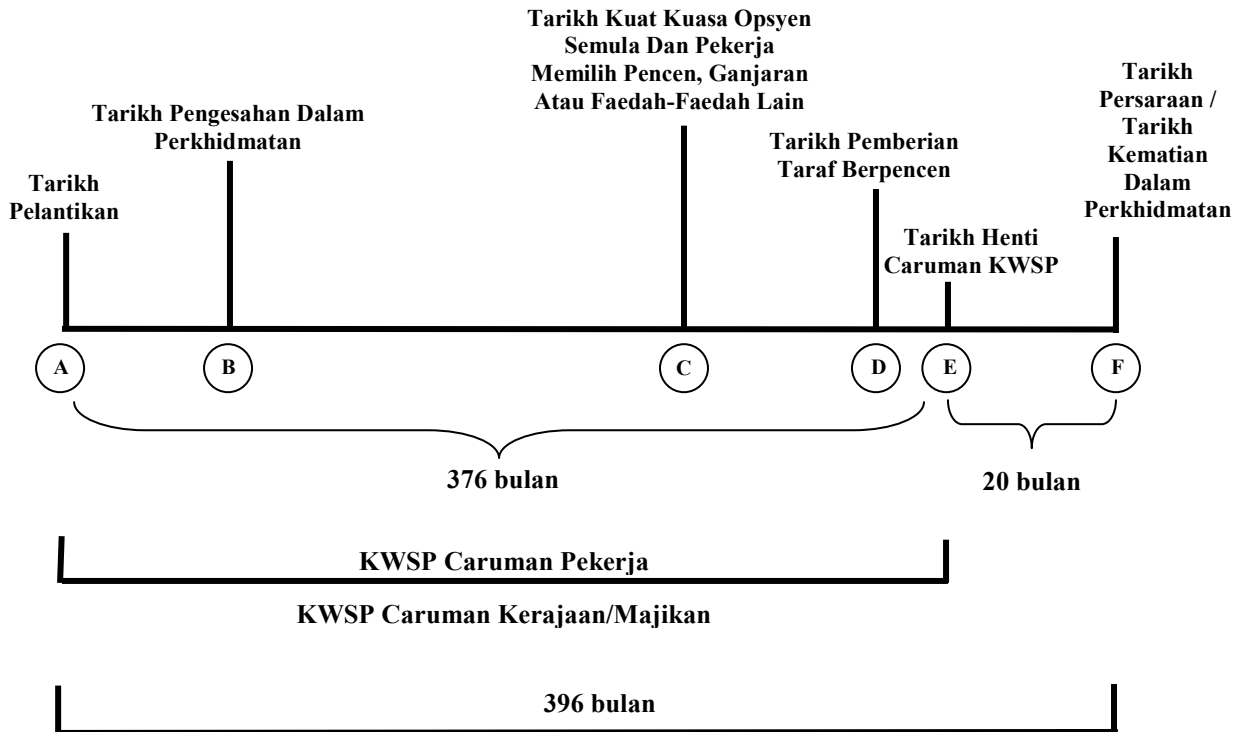 Tarikh Kuat Kuasa Opsyen
Semula Dan Pekerja
Memilih Pencen, Ganjaran
Atau Faedah-Faedah Lain
Tarikh
Persaraan /
Tarikh
Kematian
Dalam
Perkhidmatan
Tarikh Pengesahan Dalam
Perkhidmatan
Tarikh Pemberian
Taraf Berpencen
Tarikh
Pelantikan
Tarikh Henti
Caruman KWSP
A
B
C
D
E
F
376 bulan
20 bulan
KWSP Caruman Pekerja
KWSP Caruman Kerajaan/Majikan
396 bulan